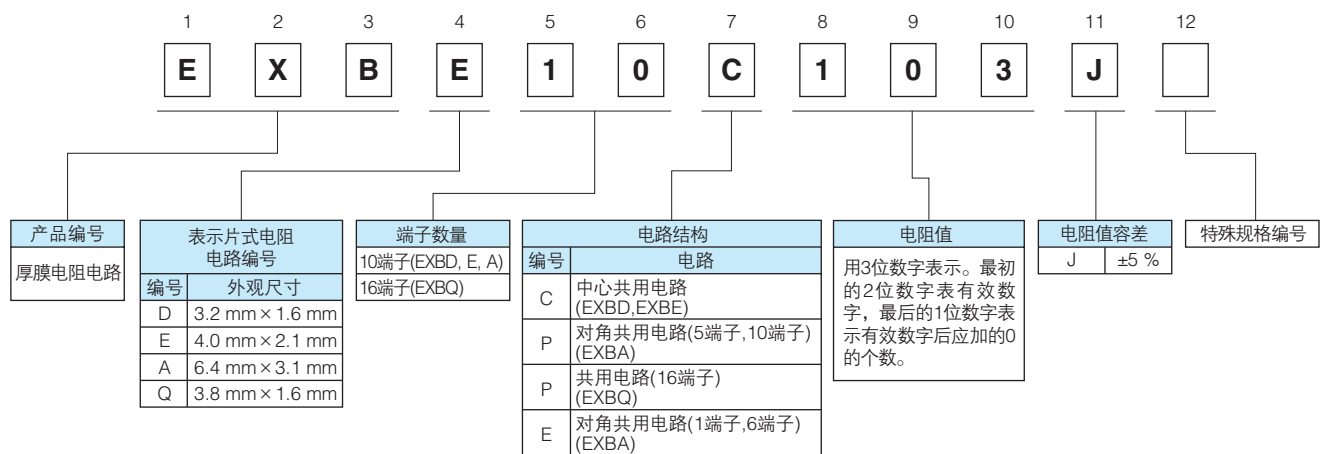 1 2 3 4 5 6 7 8 9 10 11 12
E X B E 1 0 C 1 0 3 J
产品编号
厚膜电阻电路
表示片式电阻
电路编号
编号 外观尺寸
D 3.2 mm×1.6 mm
E 4.0 mm×2.1 mm
A 6.4 mm×3.1 mm
Q 3.8 mm×1.6 mm
端子数量
10端子(EXBD, E, A)
16端子(EXBQ)
电路结构
编号 电路
C 中心共用电路
(EXBD,EXBE)
P 对角共用电路(5端子,10端子)
(EXBA)
P 共用电路(16端子)
(EXBQ)
E 对角共用电路(1端子,6端子)
(EXBA)
电阻值
用3位数字表示。最初
的2位数字表有效数
字，最后的1位数字表
示有效数字后应加的0
的个数。
电阻值容差
J ±5 %
特殊规格编号